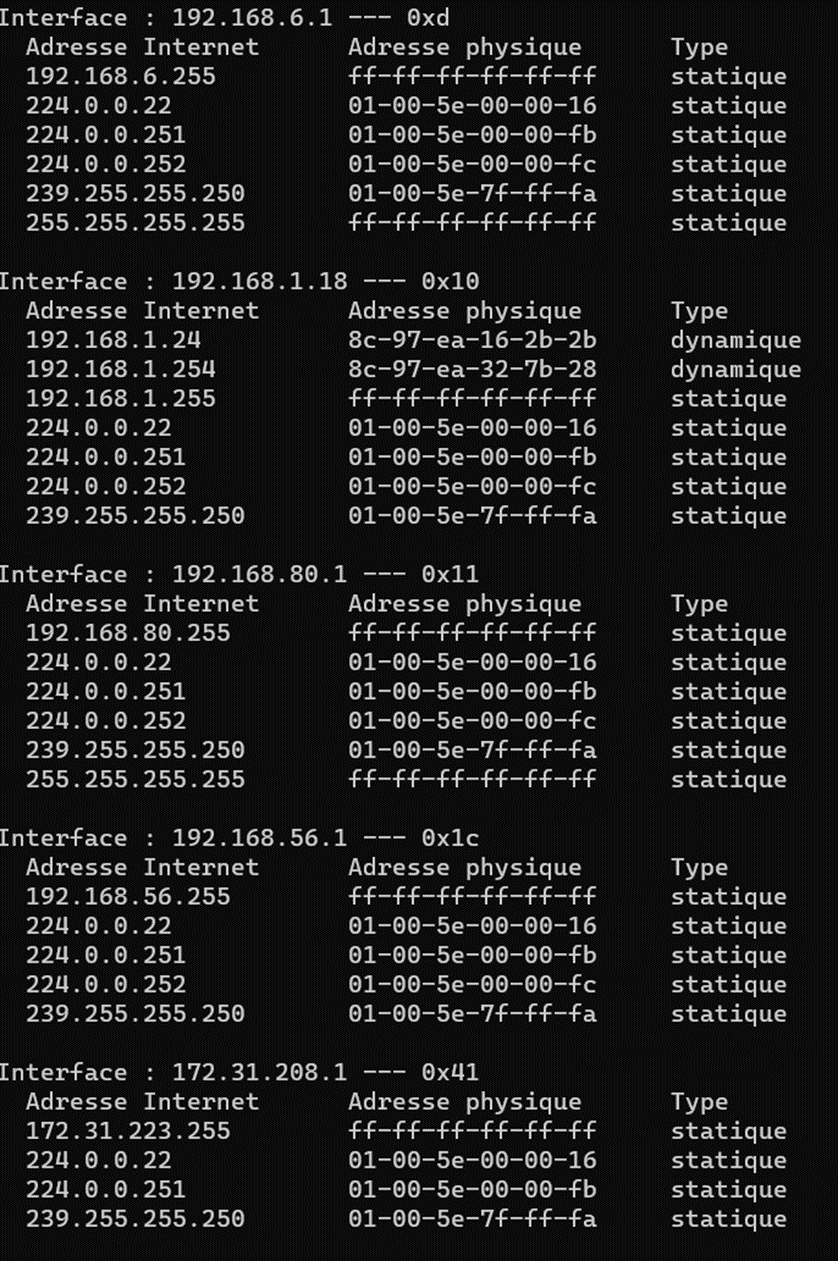 Interface : 192.168.6.1 --- 0xd
  Adresse Internet      Adresse physique      Type
  192.168.6.255         ff-ff-ff-ff-ff-ff     statique
  224.0.0.22            01-00-5e-00-00-16     statique
  224.0.0.251           01-00-5e-00-00-fb     statique
  224.0.0.252           01-00-5e-00-00-fc     statique
  239.255.255.250       01-00-5e-7f-ff-fa     statique
  255.255.255.255       ff-ff-ff-ff-ff-ff     statique

Interface : 192.168.1.18 --- 0x10
  Adresse Internet      Adresse physique      Type
  192.168.1.24          8c-97-ea-16-2b-2b     dynamique
  192.168.1.254         8c-97-ea-32-7b-28     dynamique
  192.168.1.255         ff-ff-ff-ff-ff-ff     statique
  224.0.0.22            01-00-5e-00-00-16     statique
  224.0.0.251           01-00-5e-00-00-fb     statique
  224.0.0.252           01-00-5e-00-00-fc     statique
  239.255.255.250       01-00-5e-7f-ff-fa     statique

Interface : 192.168.80.1 --- 0x11
  Adresse Internet      Adresse physique      Type
  192.168.80.255        ff-ff-ff-ff-ff-ff     statique
  224.0.0.22            01-00-5e-00-00-16     statique
  224.0.0.251           01-00-5e-00-00-fb     statique
  224.0.0.252           01-00-5e-00-00-fc     statique
  239.255.255.250       01-00-5e-7f-ff-fa     statique
  255.255.255.255       ff-ff-ff-ff-ff-ff     statique

Interface : 192.168.56.1 --- 0x1c
  Adresse Internet      Adresse physique      Type
  192.168.56.255        ff-ff-ff-ff-ff-ff     statique
  224.0.0.22            01-00-5e-00-00-16     statique
  224.0.0.251           01-00-5e-00-00-fb     statique
  224.0.0.252           01-00-5e-00-00-fc     statique
  239.255.255.250       01-00-5e-7f-ff-fa     statique

Interface : 172.31.208.1 --- 0x41
  Adresse Internet      Adresse physique      Type
  172.31.223.255        ff-ff-ff-ff-ff-ff     statique
  224.0.0.22            01-00-5e-00-00-16     statique
  224.0.0.251           01-00-5e-00-00-fb     statique
  239.255.255.250       01-00-5e-7f-ff-fa     statique